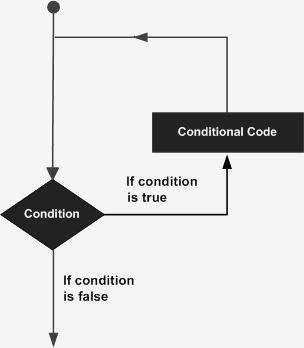 Conditional Code
If condition
is true
Condition
If condition
is false